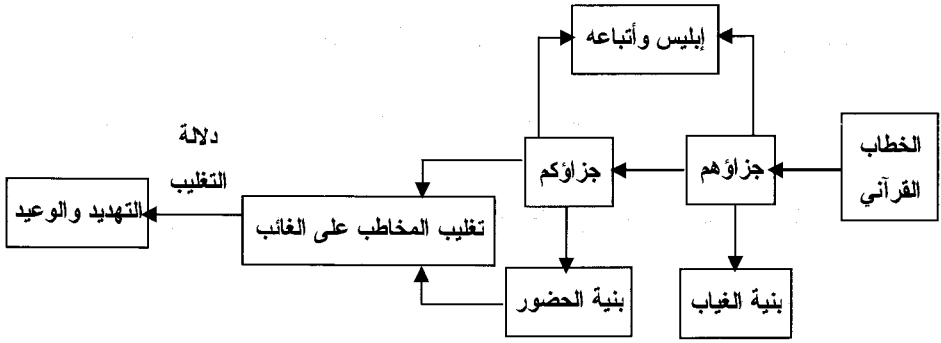 إبليس وأتباعه
الخطاب
القرآني
جزاؤهم
جزاؤكم
دلالة
التغليب
تغليب المخاطب على الغائب
التهديد والوعيد
بنية الغياب
بنية الحضور